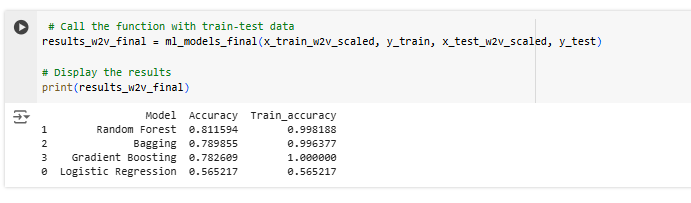 # Call the function with train-test data
results_w2v_final = ml_models_final(x_train_w2v_scaled, y_train, x_test_w2v_scaled, y_test)
# Display the results
print(results_w2v_final)
Model Accuracy Train_accuracy
1 Random Forest 0.811594 0.998188
2 Bagging 0.789855 0.996377
3 Gradient Boosting 0.782609 1.000000
0 Logistic Regression 0.565217 0.565217